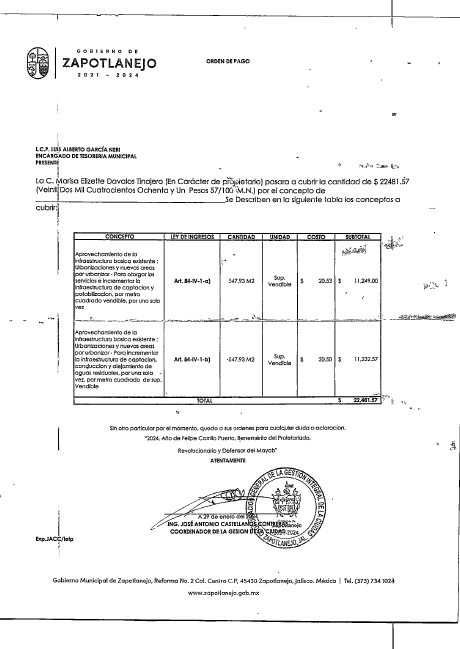 GOBIERNO DE
ZAPOTLANEJO
2021 - 2024
ORDEN DE PAGO
L.C.P. LUIS ALBERTO GARCÍA NERI
ENCARGADO DE TESORERIA MUNICIPAL
PRESENTE
La C. Marisa Elizette Davalos Tinajero (En Carácter de propietario) pasara a cubrir la cantidad de $ 22481.57
(Veinti Dos Mil Cuatrocientos Ochenta y Un Pesos 57/100 M.N.) por el concepto de
Se Describen en la siguiente tabla los conceptos a
cubrir:
CONCEPTO LEY DE INGRESOS CANTIDAD UNIDAD COSTO SUBTOTAL
Aprovechamiento de la
infraestructura basica existente :
Urbanizaciones y nuevas areas
por urbanizar - Para otorgar los
servicios e incrementar la
infraestructura de captacion y
potabilizacion, por metro
cuadrado vendible, por una sola
vez
Art. 84-IV-1-a) 547.93 M2 Sup. Vendible $ 20.53 $ 11,249.00
Aprovechamiento de la
infraestructura basica existente :
Urbanizaciones y nuevas areas
por urbanizar - Para incrementar
la infraestructura de captacion,
conduccion y alejamiento de
aguas residuales, por una sola
vez, por metro cuadrado de sup.
Vendible
Art. 84-IV-1-b) 547.93 M2 Sup. Vendible $ 20.50 $ 11,232.57
TOTAL $ 22,481.57
Sin otro particular por el momento, quedo a sus ordenes para cualquier duda o aclaracion.
"2024, Año de Felipe Carrillo Puerto, Benemérito del Proletariado,
Revolucionario y Defensor del Mayab"
ATENTAMENTE
A 29 de enero del 2024
ING. JOSÉ ANTONIO CASTELLANOS CONTRERAS
COORDINADOR DE LA GESION DE LA CIUDAD
Exp.JACC/latp
Gobierno Municipal de Zapotlanejo, Reforma No. 2 Col. Centro C.P, 45430 Zapotlanejo, Jalisco. México | Tel. (373) 734 1024
www.zapotlanejo.gob.mx